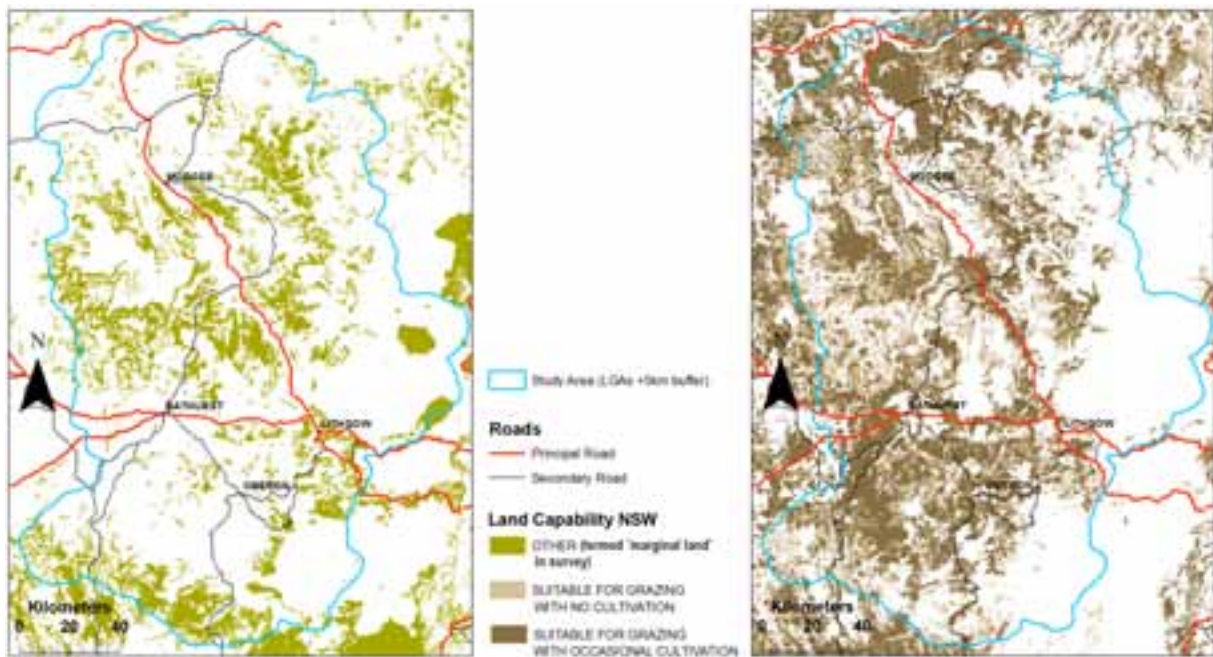 MUDGEE
N
BATHURST
LITHGOW
OBERON
Kilometers
0 20 40
Study Area (LGAs +5km buffer)
Roads
Principal Road
Secondary Road
Land Capability NSW
OTHER (termed 'marginal land'
in survey)
SUITABLE FOR GRAZING
WITH NO CULTIVATION
SUITABLE FOR GRAZING
WITH OCCASIONAL CULTIVATION
MUDGEE
N
BATHURST
LITHGOW
OBERON
Kilometers
0 20 40